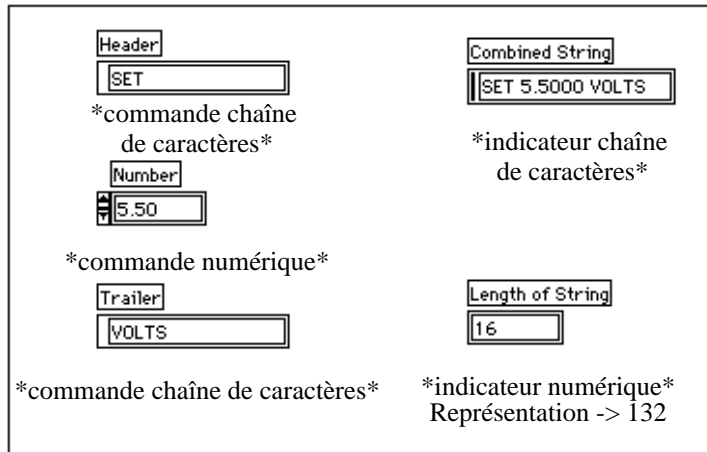 Header
SET
*commande chaîne
de caractères*
Number
5.50
*commande numérique*
Trailer
VOLTS
*commande chaîne de caractères*
Combined String
SET 5.5000 VOLTS
*indicateur chaîne
de caractères*
Length of String
16
*indicateur numérique*
Représentation -> 132